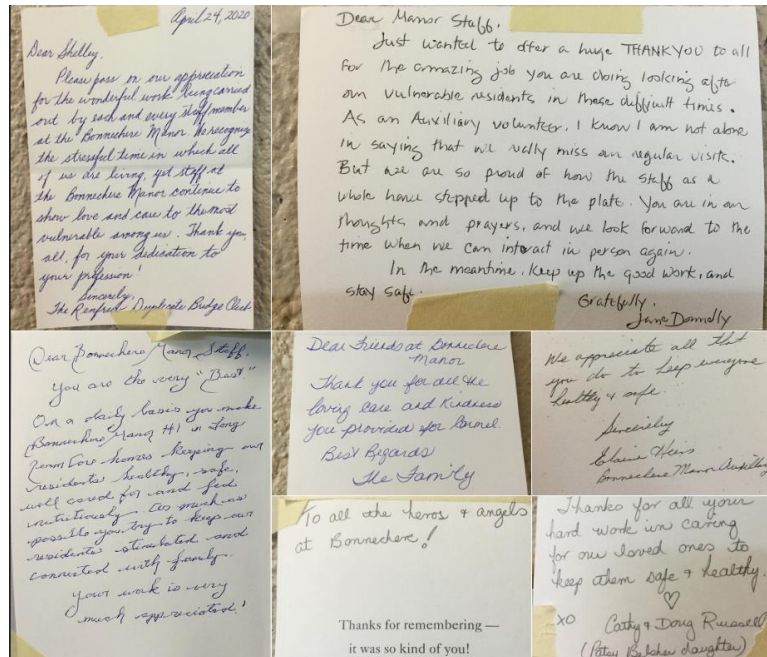 April 24, 2020
Dear Shelley,
Please pass on our appreciation
for the wonderful work being carried
out by each and every staff member
at the Bonnechere Manor. We recognize
the stressful time in which all
of us are living, yet staff at
the Bonnechere Manor continue to
show love and care to the most
vulnerable among us. Thank you,
all, for your dedication to
your profession!
Sincerely,
The Renfrew Duplicate Bridge Club
Dear Manor Staff,
Just wanted to offer a huge THANKYOU to all
for the amazing job you are doing looking after
our vulnerable residents in these difficult times.
As an Auxiliary volunteer, I know I am not alone
in saying that we really miss our regular visits.
But we are so proud of how the staff as a
whole have stepped up to the plate. You are in our
thoughts and prayers, and we look forward to the
time when we can interact in person again.
In the meantime, keep up the good work, and
stay safe.
Gratefully,
Jane Donnelly
Dear Bonnechere Manor Staff,
You are the very "Best."
On a daily basis you make
Bonnechere Manor #1 in Long
Term Care homes keeping our
residents healthy, safe,
well cared for and fed
nutritiously. As much as
possible you try to keep our
residents stimulated and
connected with family.
Your work is very
much appreciated!
Dear Friends at Bonnechere
Manor
Thank you for all the
loving care and kindness
you provided for
Best Regards
The Family
We appreciate all that
you do to keep everyone
healthy & safe.
Sincerely
Elaine
Bonnechere Manor Auxiliary
To all the heros & angels
at Bonnechere!
Thanks for remembering —
it was so kind of you!
Thanks for all your
hard work in caring
for our loved ones to
keep them safe & healthy.
XO Cathy & Doug Russell
(Patsy Belsher daughter)